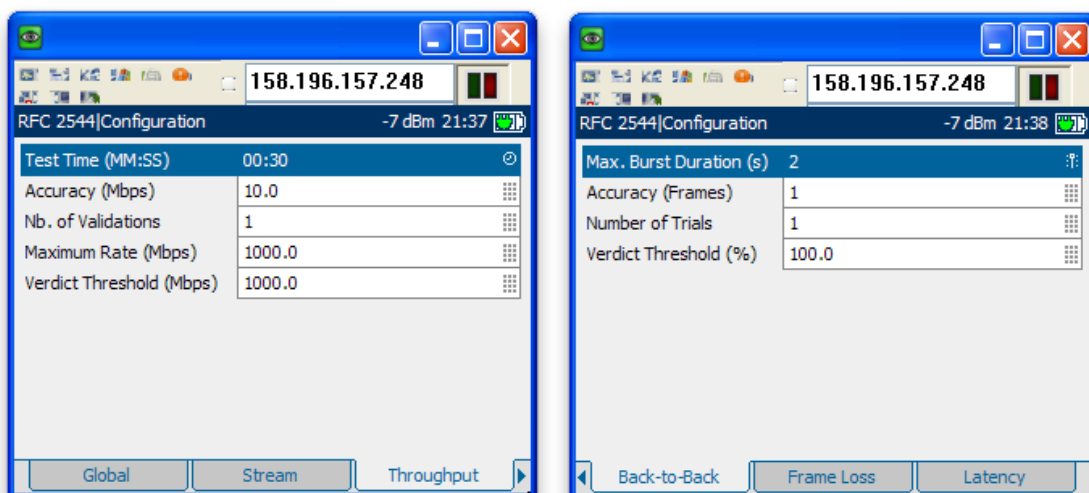 158.196.157.248
RFC 2544|Configuration -7 dBm 21:37
Test Time (MM:SS) 00:30
Accuracy (Mbps) 10.0
Nb. of Validations 1
Maximum Rate (Mbps) 1000.0
Verdict Threshold (Mbps) 1000.0
Global Stream Throughput
158.196.157.248
RFC 2544|Configuration -7 dBm 21:38
Max. Burst Duration (s) 2
Accuracy (Frames) 1
Number of Trials 1
Verdict Threshold (%) 100.0
Back-to-Back Frame Loss Latency